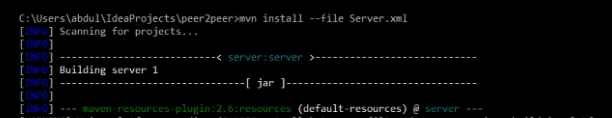 C:\Users\abdul\IdeaProjects\peer2peer>mvn install --file Server.xml
[INFO] Scanning for projects...
[INFO]
[INFO] ---------------------------< server:server >----------------------------
[INFO] Building server 1
[INFO] --------------------------------[ jar ]---------------------------------
[INFO]
[INFO] --- maven-resources-plugin:2.6:resources (default-resources) @ server ---